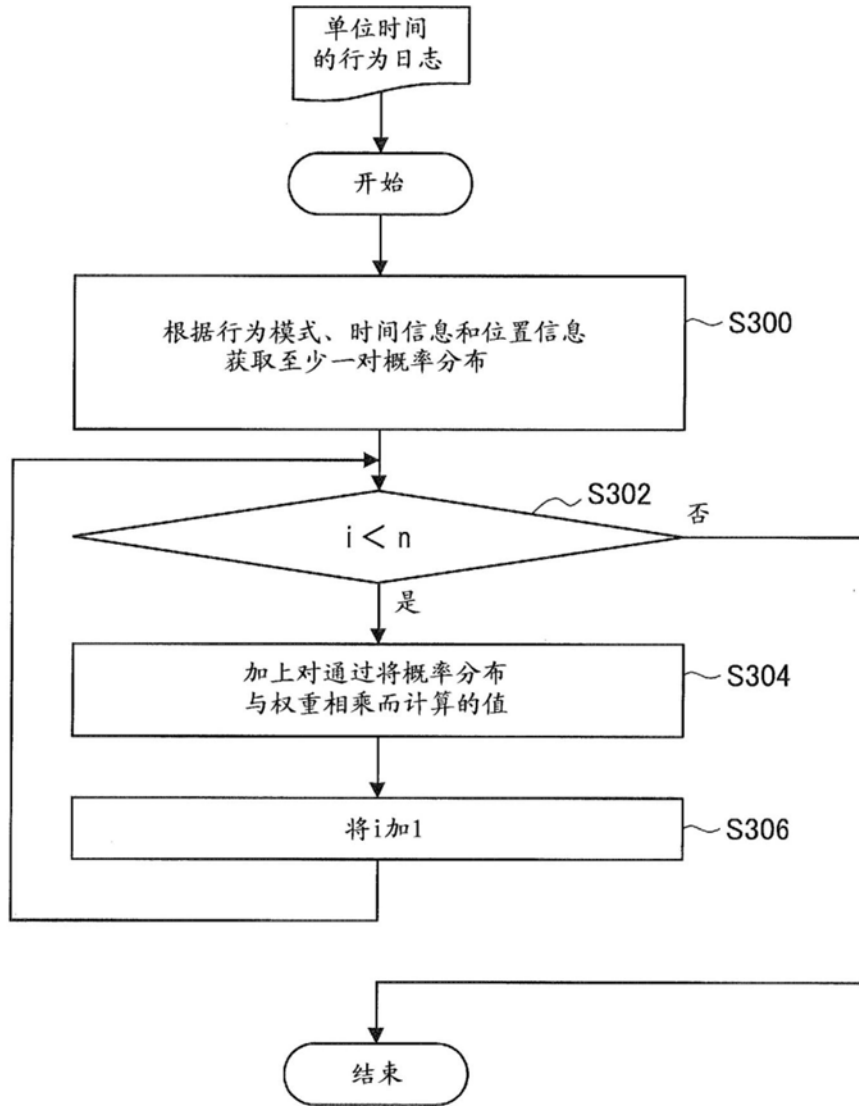 单位时间
的行为日志
开始
根据行为模式、时间信息和位置信息
获取至少一对概率分布
S300
S302
i<n
否
是
加上对通过将概率分布
与权重相乘而计算的值
S304
将i加1
S306
结束